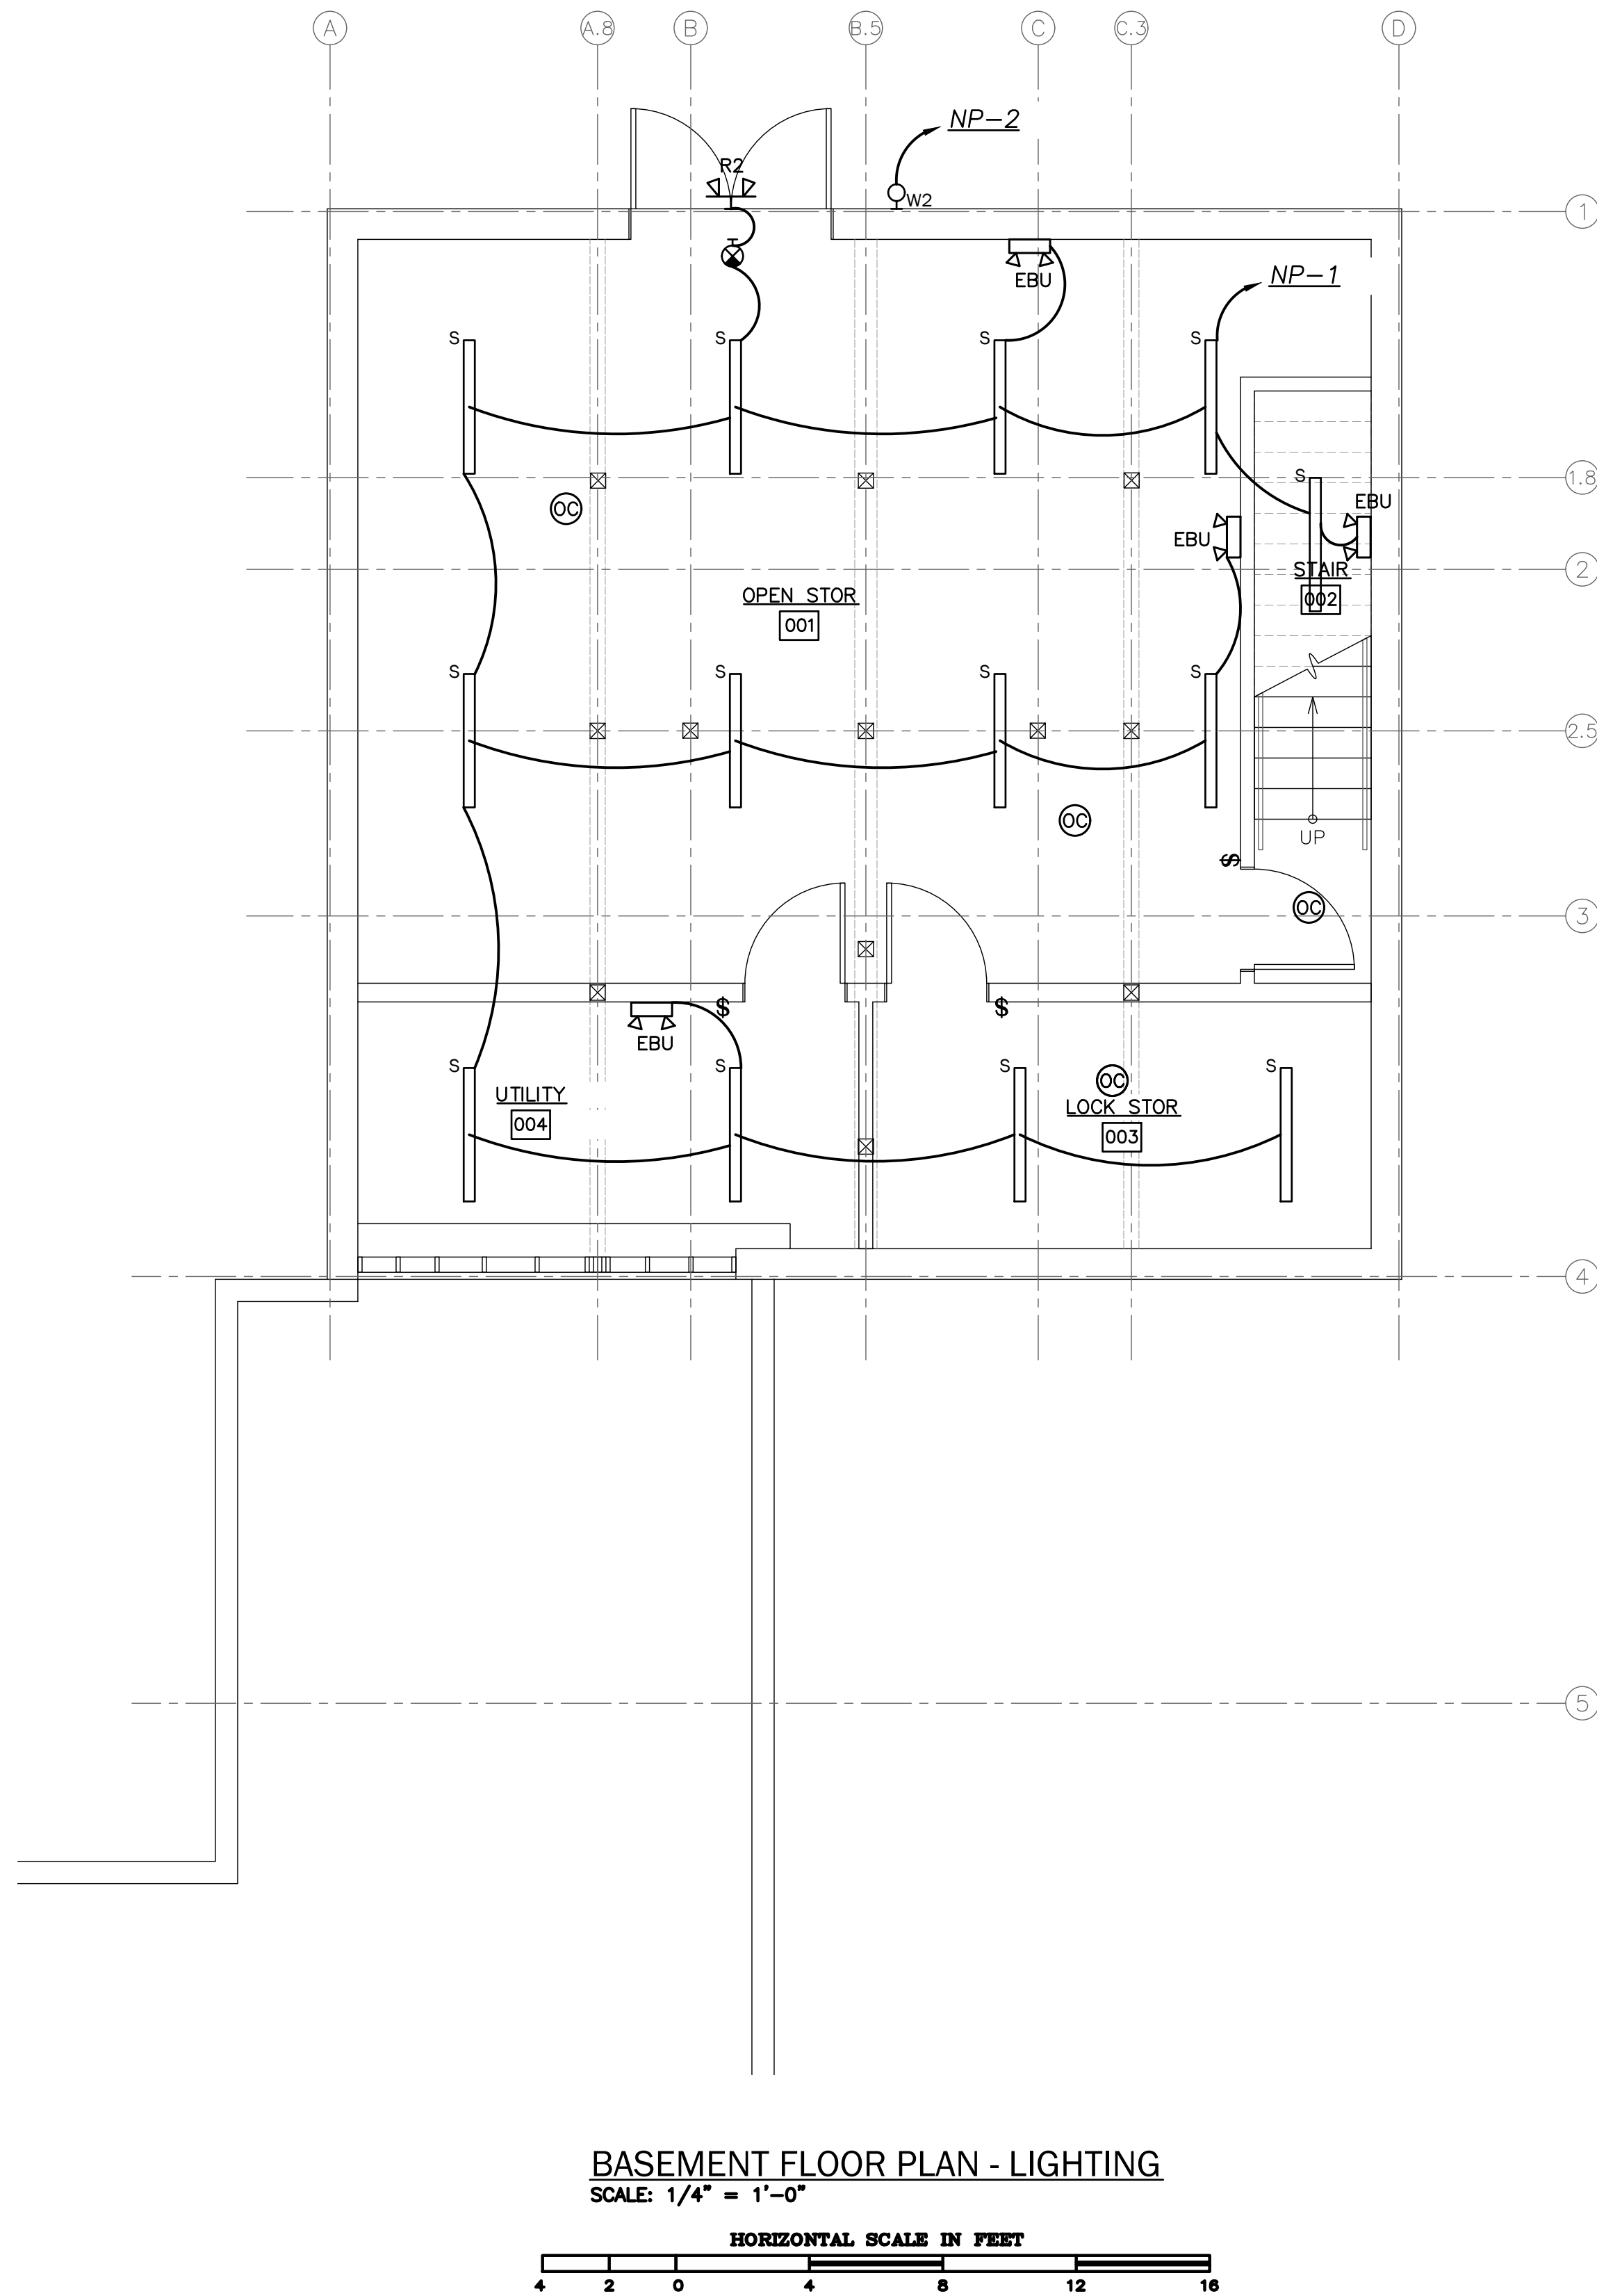 A A.8 B B.5 C C.3 D
NP-2
R2
W2
1
EBU
NP-1
S S S S
1.8
S
OC
EBU
EBU
STAIR
2
002
OPEN STOR
001
S S S S
2.5
OC
UP
$
OC
3
$ $
EBU
S S S S
UTILITY
004
OC
LOCK STOR
003
4
5
BASEMENT FLOOR PLAN - LIGHTING
SCALE: 1/4" = 1'-0"
HORIZONTAL SCALE IN FEET
4 2 0 4 8 12 16